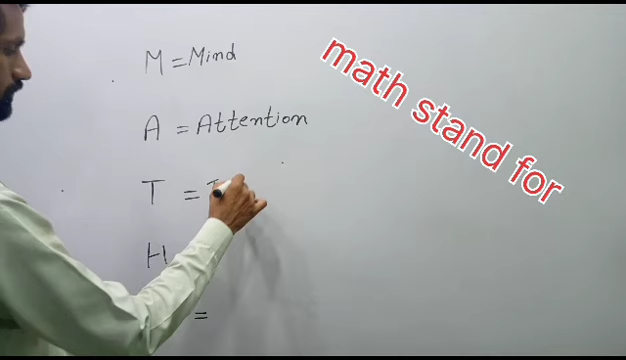 M = Mind
A = Attention
T = T
H
=
math stand for